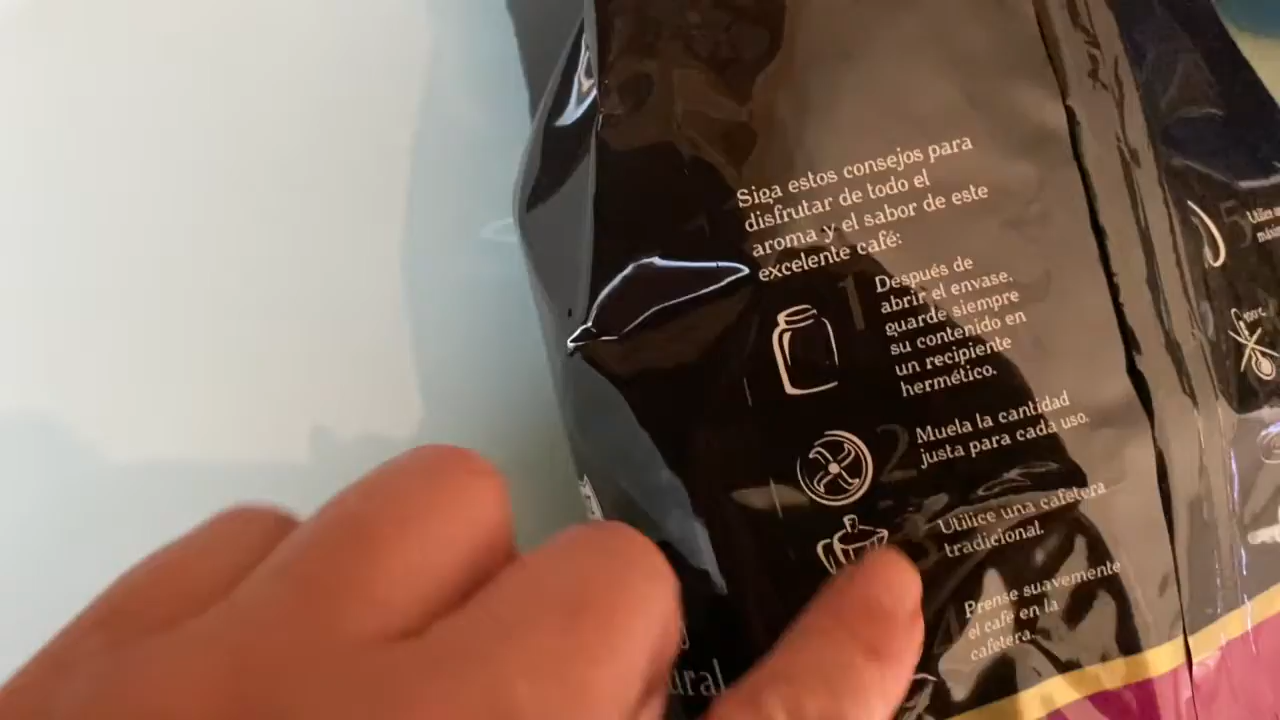 Siga estos consejos para
disfrutar de todo el
aroma y el sabor de este
excelente café:
1
Después de
abrir el envase,
guarde siempre
su contenido en
un recipiente
hermético.
2
Muela la cantidad
justa para cada uso.
Utilice una cafetera
tradicional.
Prense suavemente
el café en la
cafetera.
5
ural